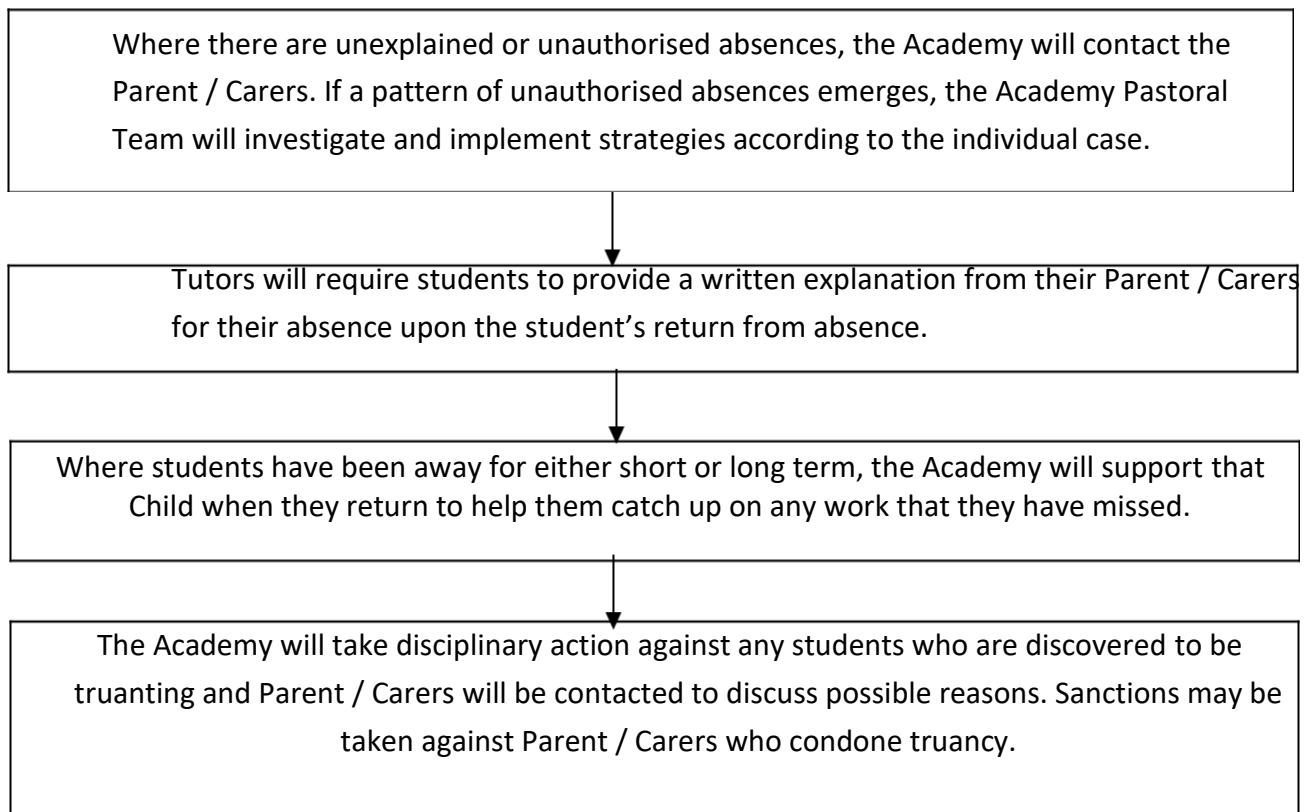 Where there are unexplained or unauthorised absences, the Academy will contact the
Parent / Carers. If a pattern of unauthorised absences emerges, the Academy Pastoral
Team will investigate and implement strategies according to the individual case.
Tutors will require students to provide a written explanation from their Parent / Carers
for their absence upon the student’s return from absence.
Where students have been away for either short or long term, the Academy will support that
Child when they return to help them catch up on any work that they have missed.
The Academy will take disciplinary action against any students who are discovered to be
truanting and Parent / Carers will be contacted to discuss possible reasons. Sanctions may be
taken against Parent / Carers who condone truancy.